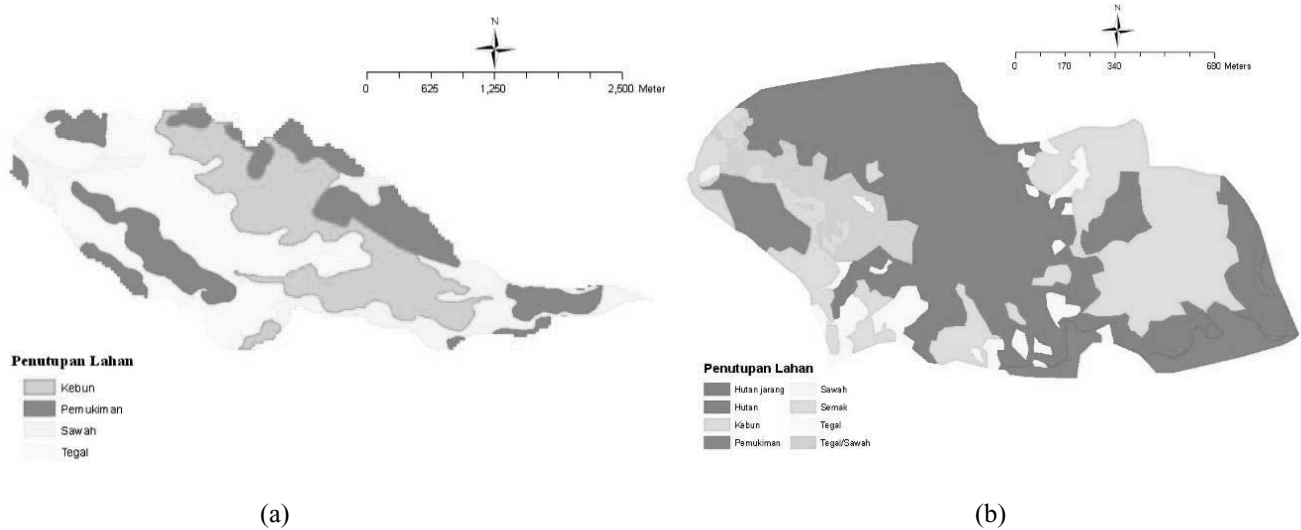 N
0 625 1,250 2,500 Meter
Penutupan Lahan
Kebun
Pemukiman
Sawah
Tegal
(a)
N
0 170 340 680 Meters
Penutupan Lahan
Hutan jarang Sawah
Hutan Semak
Kebun Tegal
Pemukiman Tegal/Sawah
(b)